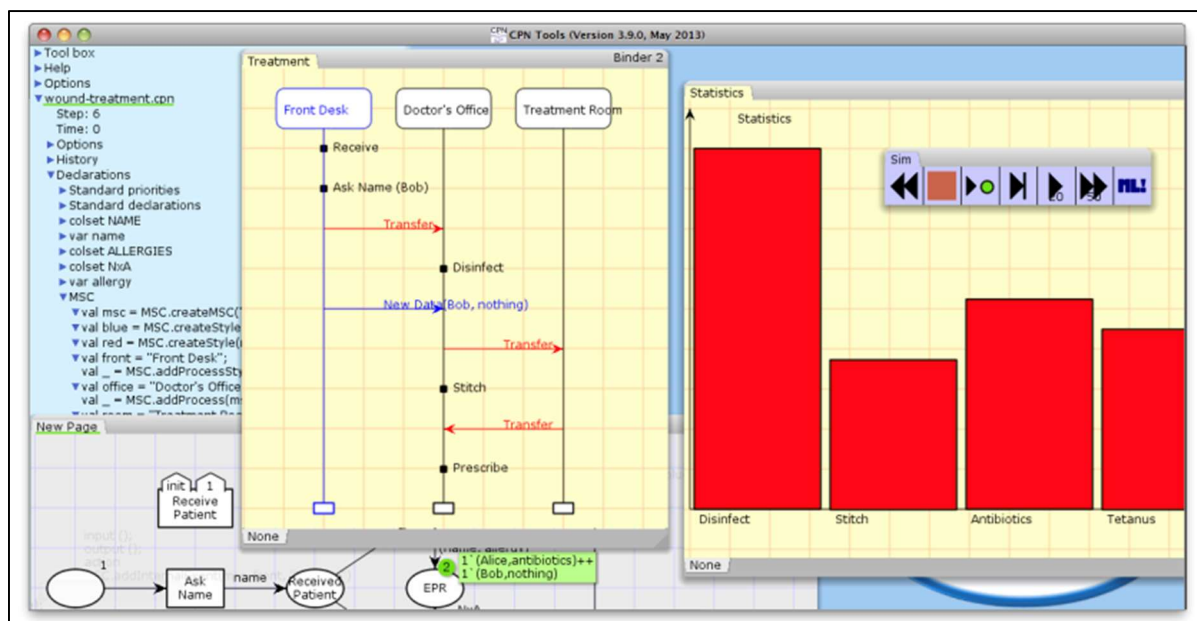 CPN Tools (Version 3.9.0, May 2013)
Tool box
Help
Options
wound-treatment.cpn
Step: 6
Time: 0
Options
History
Declarations
Standard priorities
Standard declarations
colset NAME
var name
colset ALLERGIES
colset NxA
var allergy
MSC
val msc = MSC.createMSC(
val blue = MSC.createStyle
val red = MSC.createStyle(
val front = "Front Desk";
val _ = MSC.addProcessSty
val office = "Doctor's Office
val _ = MSC.addProcess(m
Treatment
Binder 2
Front Desk
Doctor's Office
Treatment Room
Receive
Ask Name (Bob)
Transfer
Disinfect
New Data(Bob, nothing)
Transfer
Stitch
Transfer
Prescribe
None
Statistics
Statistics
Sim
20
50
ML!
Disinfect
Stitch
Antibiotics
Tetanus
None
New Page
init
1
Receive
Patient
input ();
output ();
1
Ask
Name
name
Received
Patient
2
1`(Alice,antibiotics)++
1`(Bob,nothing)
EPR
NxA